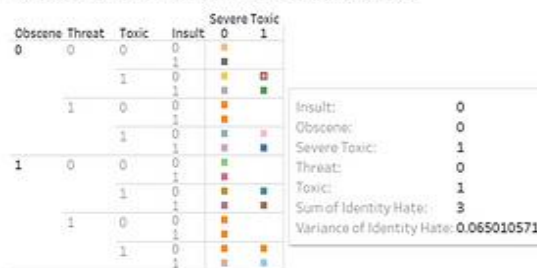 Severe Toxic
Obscene Threat Toxic Insult 0 1
0 0 0 0
1
1 0
1
1 0 0
1
1 0
1
1 0 0 0
1
1 0
1
1 0 0
1
1 0
1
Insult: 0
Obscene: 0
Severe Toxic: 1
Threat: 0
Toxic: 1
Sum of Identity Hate: 3
Variance of Identity Hate: 0.065010571